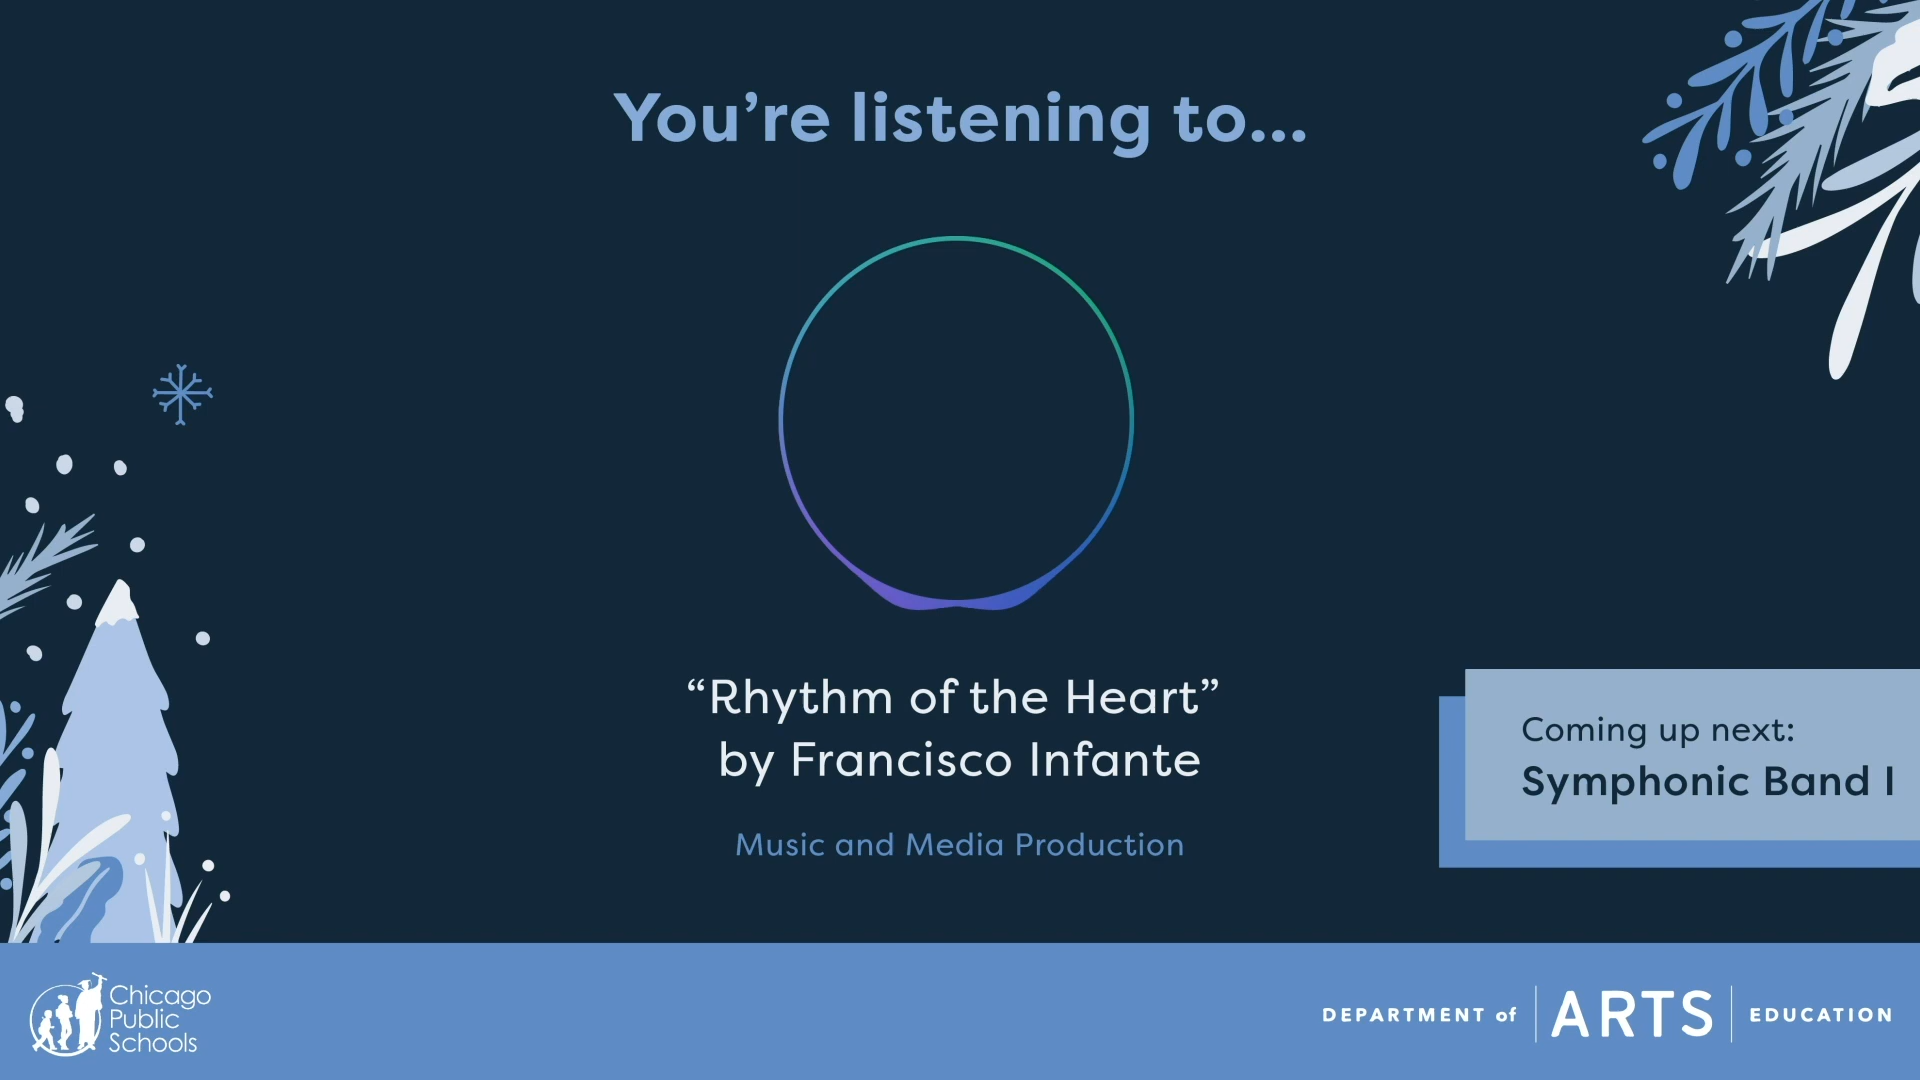 You’re listening to...
“Rhythm of the Heart”
by Francisco Infante
Music and Media Production
Coming up next:
Symphonic Band I
Chicago
Public
Schools
DEPARTMENT of ARTS EDUCATION